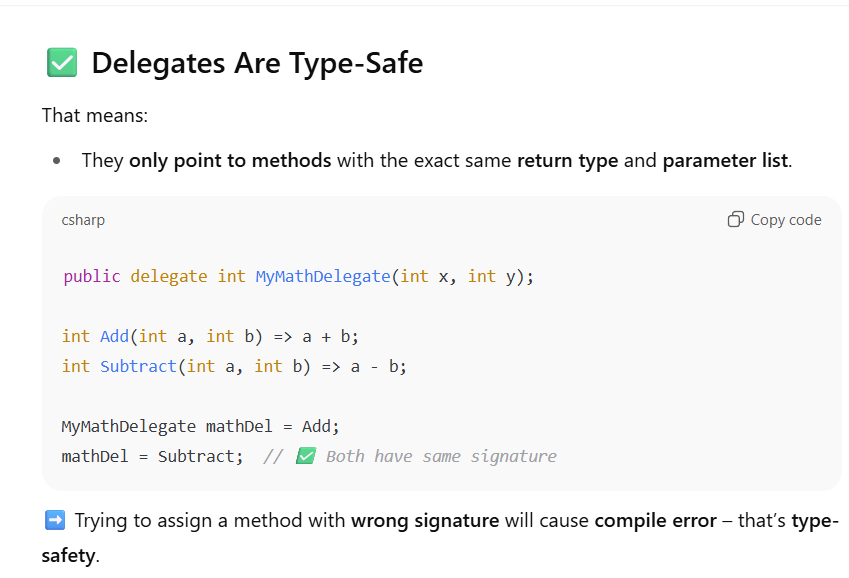 ✅ Delegates Are Type-Safe
That means:
• They only point to methods with the exact same return type and parameter list.
csharp
Copy code
public delegate int MyMathDelegate(int x, int y);
int Add(int a, int b) => a + b;
int Subtract(int a, int b) => a - b;
MyMathDelegate mathDel = Add;
mathDel = Subtract;  // ✅ Both have same signature
➡️ Trying to assign a method with wrong signature will cause compile error – that’s type-
safety.